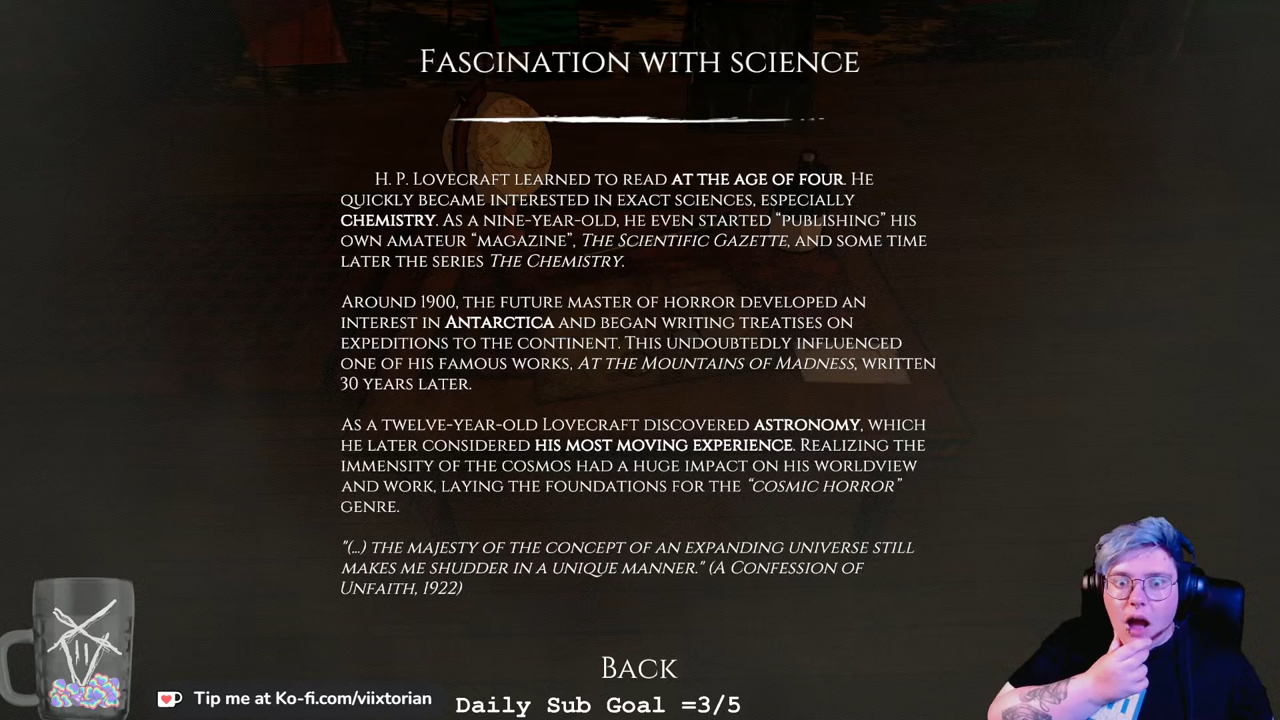 Fascination with science
H. P. Lovecraft learned to read at the age of four. He
quickly became interested in exact sciences, especially
chemistry. As a nine-year-old, he even started “publishing” his
own amateur “magazine”, The Scientific Gazette, and some time
later the series The Chemistry.
Around 1900, the future master of horror developed an
interest in Antarctica and began writing treatises on
expeditions to the continent. This undoubtedly influenced
one of his famous works, At the Mountains of Madness, written
30 years later.
As a twelve-year-old Lovecraft discovered astronomy, which
he later considered his most moving experience. Realizing the
immensity of the cosmos had a huge impact on his worldview
and work, laying the foundations for the “cosmic horror”
genre.
"(...) the majesty of the concept of an expanding universe still
makes me shudder in a unique manner." (A Confession of
Unfaith, 1922)
Back
Tip me at Ko-fi.com/viixtorian
Daily Sub Goal =3/5